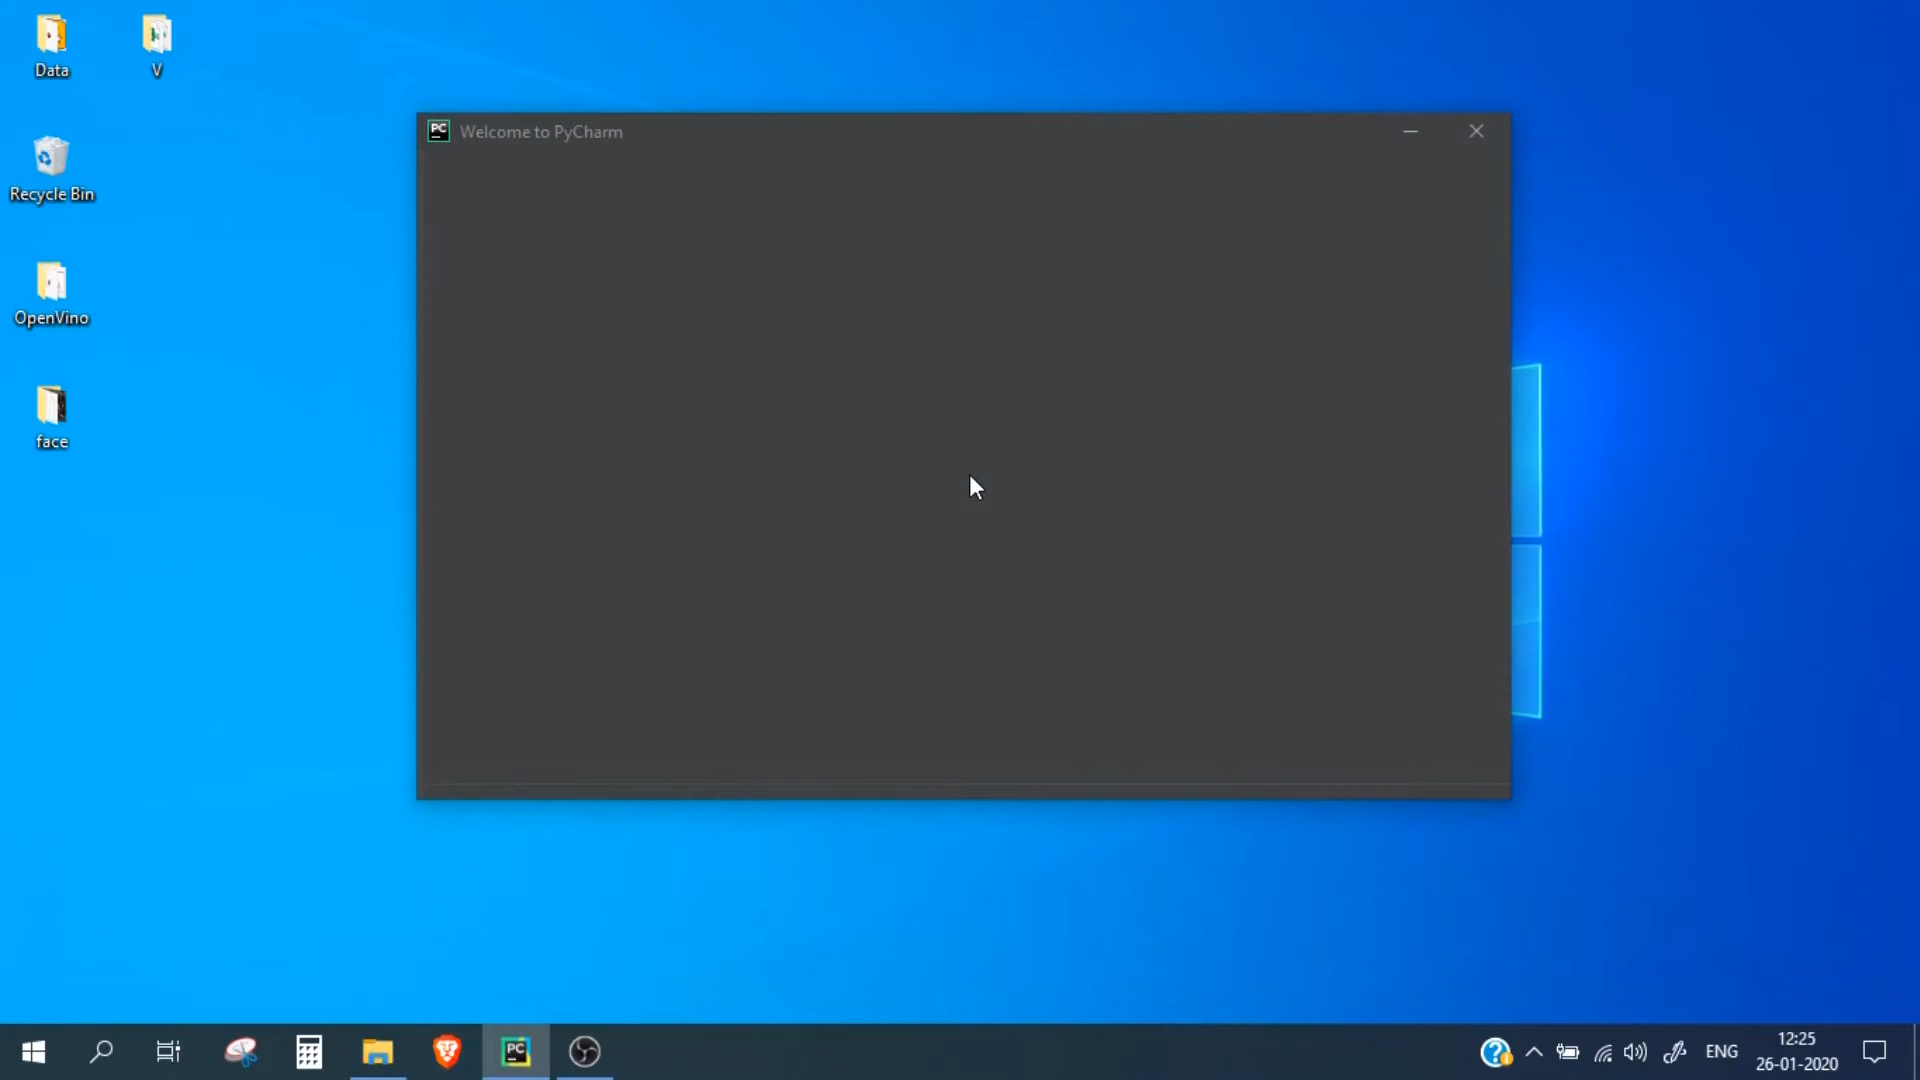 Data
V
Recycle Bin
OpenVino
face
PC
Welcome to PyCharm
PC
ENG
12:25
26-01-2020